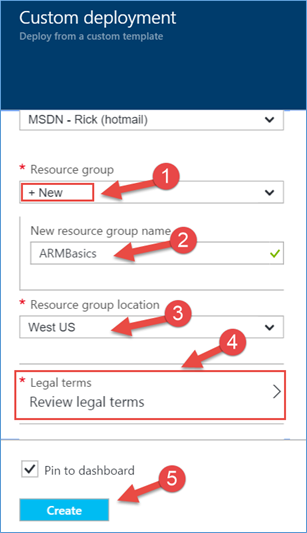 Custom deployment
Deploy from a custom template
MSDN - Rick (hotmail)
* Resource group
1
+ New
New resource group name
2
ARMBasics
* Resource group location
3
West US
4
* Legal terms
Review legal terms
Pin to dashboard
5
Create